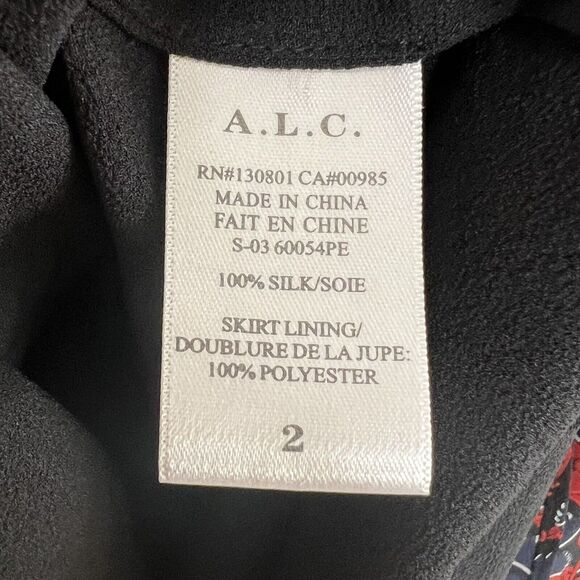 A.L.C.
RN#130801 CA#00985
MADE IN CHINA
FAIT EN CHINE
S-03 60054PE
100% SILK/SOIE
SKIRT LINING/
DOUBLURE DE LA JUPE:
100% POLYESTER
2